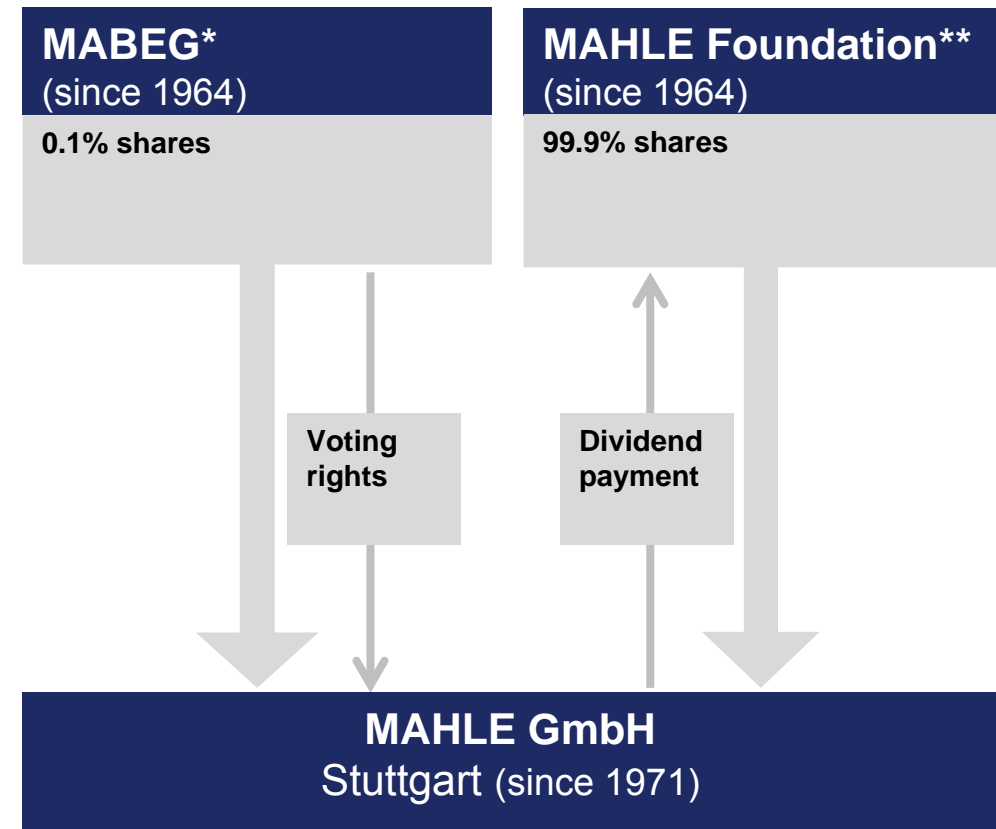 MABEG*
(since 1964)
0.1% shares
MAHLE Foundation**
(since 1964)
99.9% shares
Voting
rights
Dividend
payment
MAHLE GmbH
Stuttgart (since 1971)